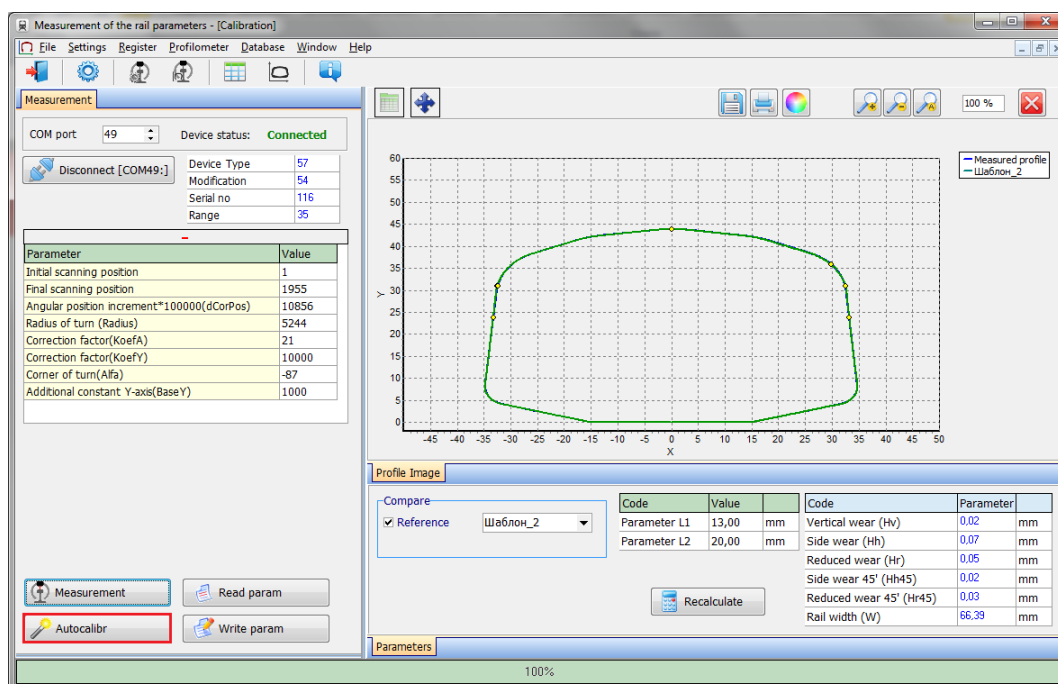 Measurement of the rail parameters - [Calibration]
File Settings Register Profilometer Database Window Help
Measurement
COM port 49 Device status: Connected
Disconnect [COM49:]
Device Type 57
Modification 54
Serial no 116
Range 35
Parameter Value
Initial scanning position 1
Final scanning position 1955
Angular position increment*100000(dCorPos) 10856
Radius of turn (Radius) 5244
Correction factor(KoefA) 21
Correction factor(KoefY) 10000
Corner of turn(Alfa) -87
Additional constant Y-axis(BaseY) 1000
Measurement Read param
Autocalibr Write param
100 %
Measured profile
Шаблон_2
60
55
50
45
40
35
30
25
20
15
10
5
0
Y
-45 -40 -35 -30 -25 -20 -15 -10 -5 0 5 10 15 20 25 30 35 40 45 50
X
Profile Image
Compare
Reference Шаблон_2
Code Value
Parameter L1 13,00 mm
Parameter L2 20,00 mm
Recalculate
Code Parameter
Vertical wear (Hv) 0,02 mm
Side wear (Hh) 0,07 mm
Reduced wear (Hr) 0,05 mm
Side wear 45' (Hh45) 0,02 mm
Reduced wear 45' (Hr45) 0,03 mm
Rail width (W) 66,39 mm
Parameters
100%